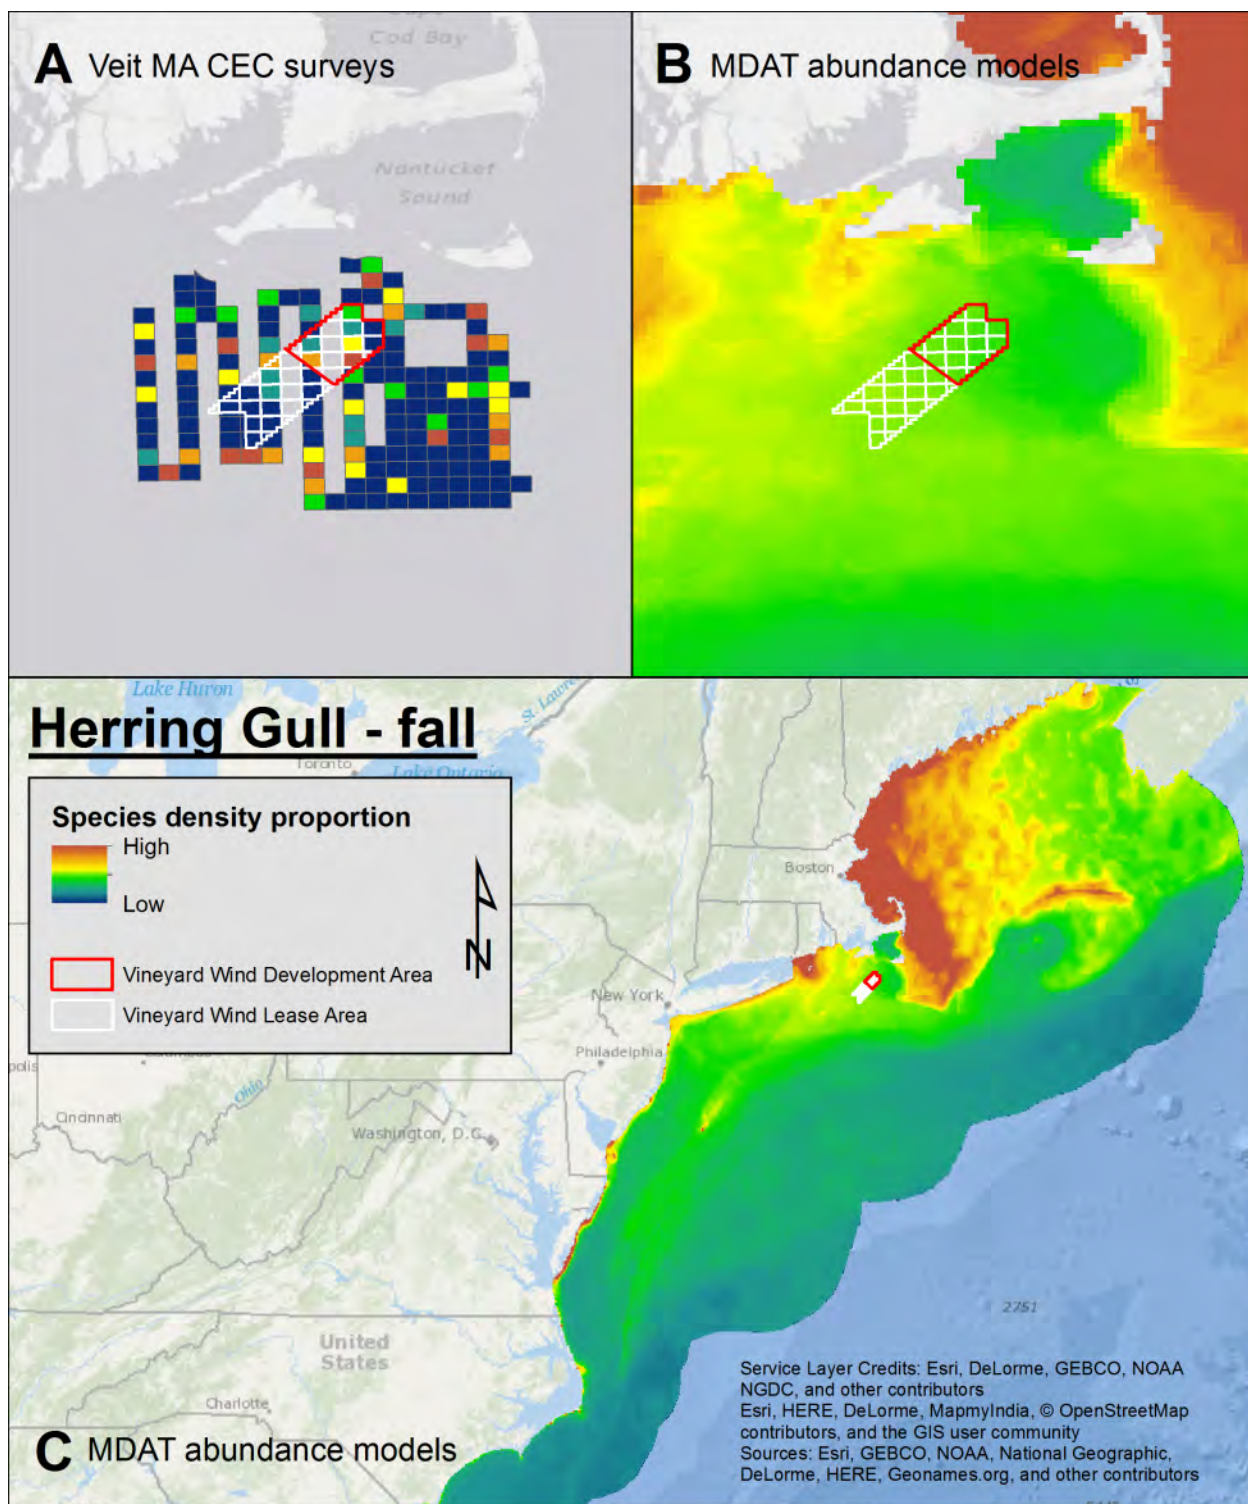 A Veit MA CEC surveys
Cod Bay
Nantucket
Sound
B MDAT abundance models
Lake Huron
St. Lawre
Herring Gull - fall
Toronto
Lake Ontario
Species density proportion
High
Low
N
Vineyard Wind Development Area
Vineyard Wind Lease Area
Boston
New York
Philadelphia
opolis
Ohio
Cincinnati
Washington, D.C.
2751
United
States
Charlotte
C MDAT abundance models
Service Layer Credits: Esri, DeLorme, GEBCO, NOAA
NGDC, and other contributors
Esri, HERE, DeLorme, MapmyIndia, © OpenStreetMap
contributors, and the GIS user community
Sources: Esri, GEBCO, NOAA, National Geographic,
DeLorme, HERE, Geonames.org, and other contributors